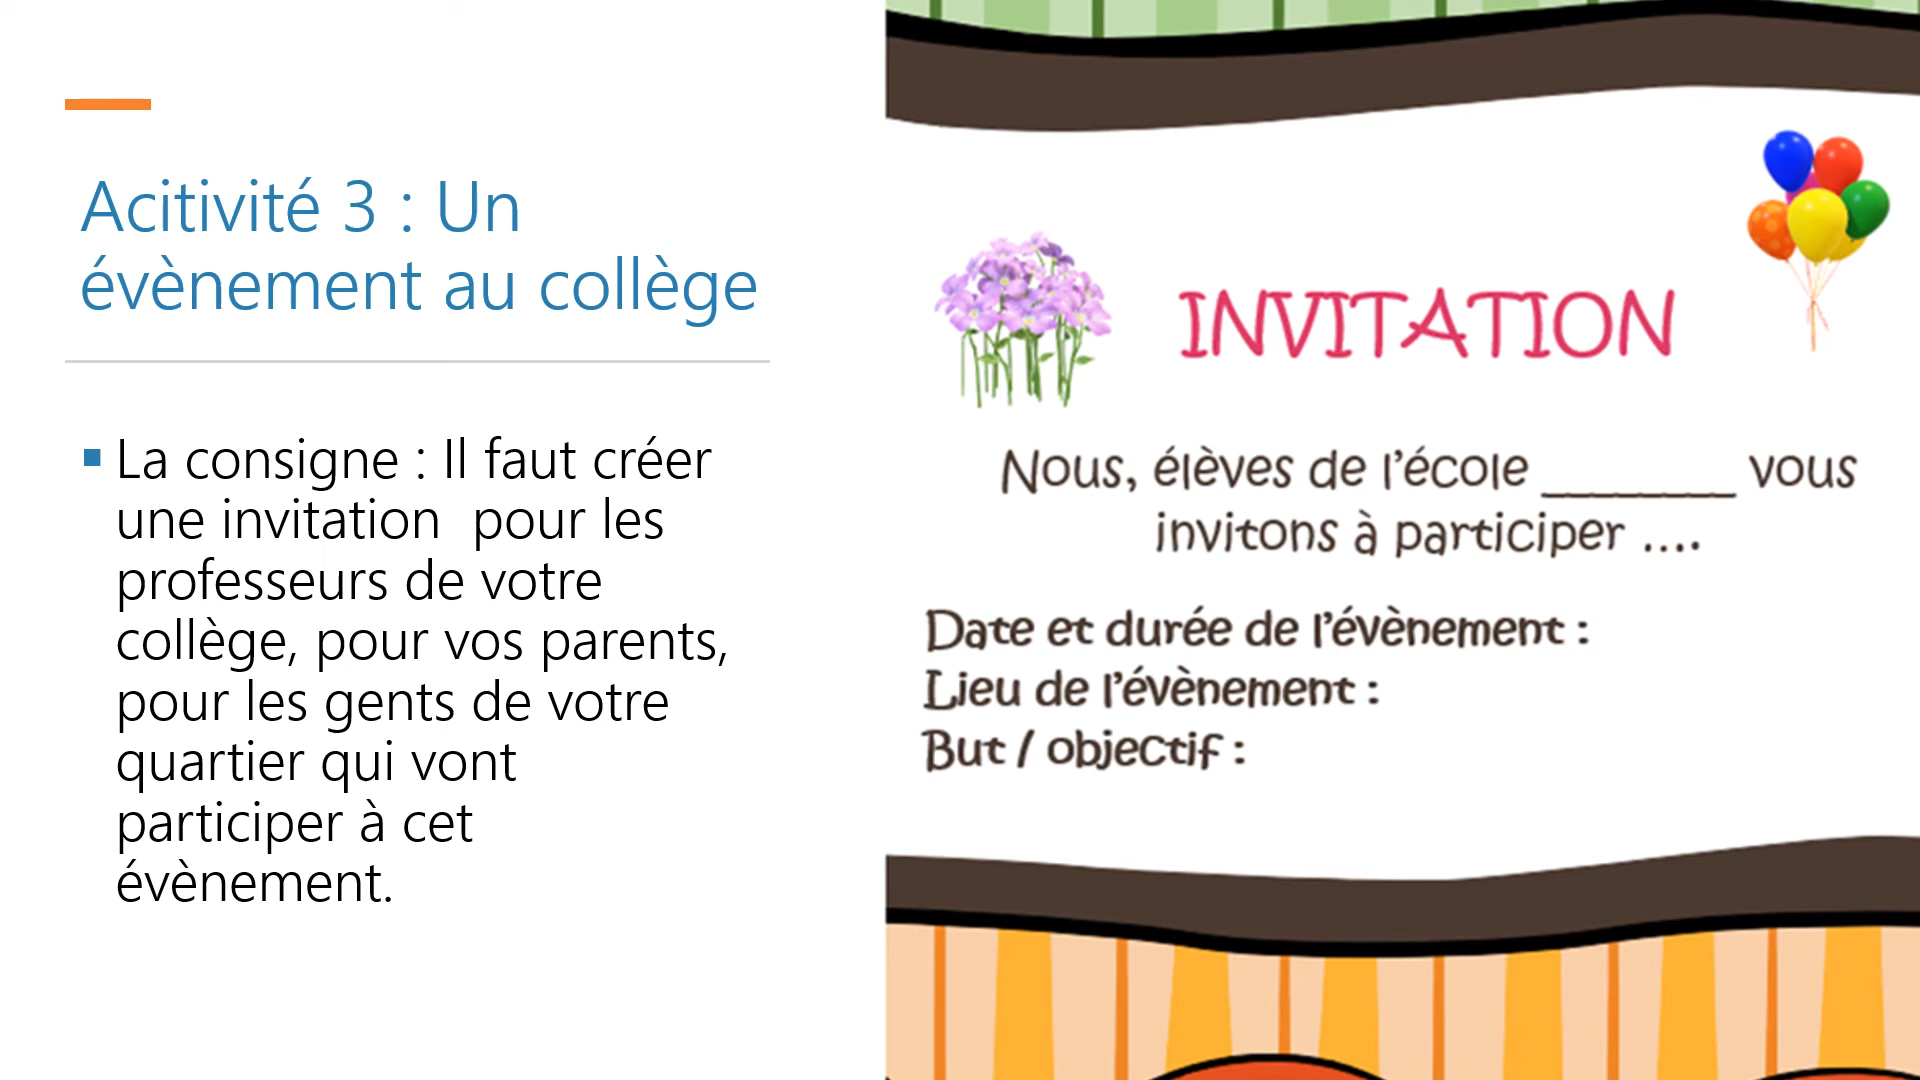 Acitivité 3 : Un
évènement au collège
La consigne : Il faut créer
une invitation  pour les
professeurs de votre
collège, pour vos parents,
pour les gents de votre
quartier qui vont
participer à cet
évènement.
INVITATION
Nous, élèves de l'école ________ vous
invitons à participer ....
Date et durée de l'évènement :
Lieu de l'évènement :
But / objectif :